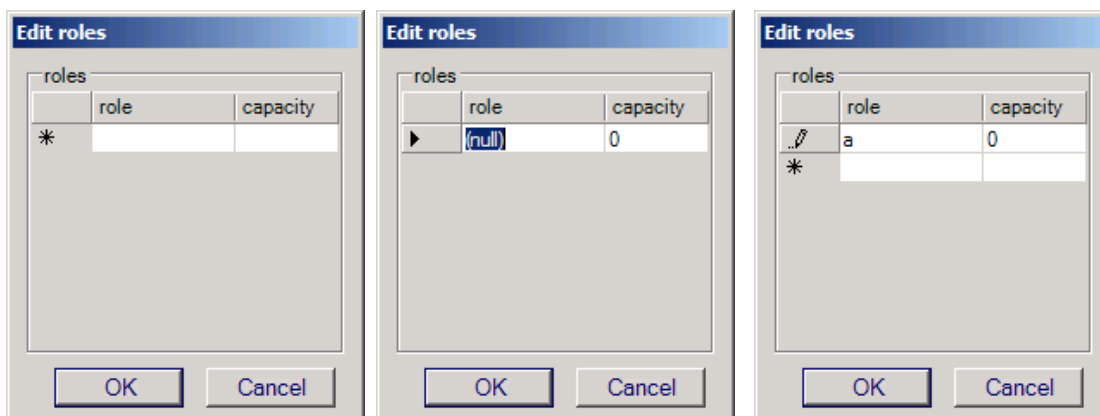 Edit roles
roles
role capacity
*
OK Cancel
Edit roles
roles
role capacity
(null) 0
OK Cancel
Edit roles
roles
role capacity
a 0
*
OK Cancel